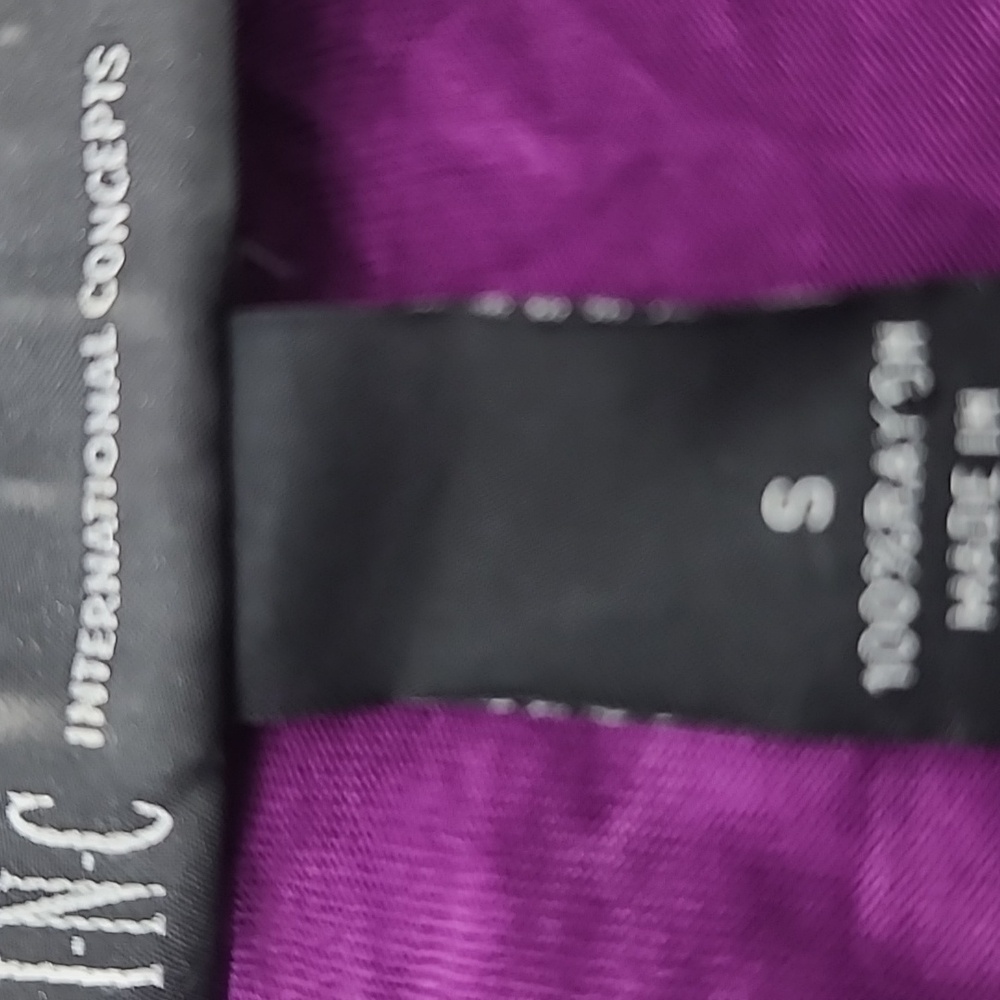 I·N·C
INTERNATIONAL CONCEPTS
S
100%RAYON
MADE IN